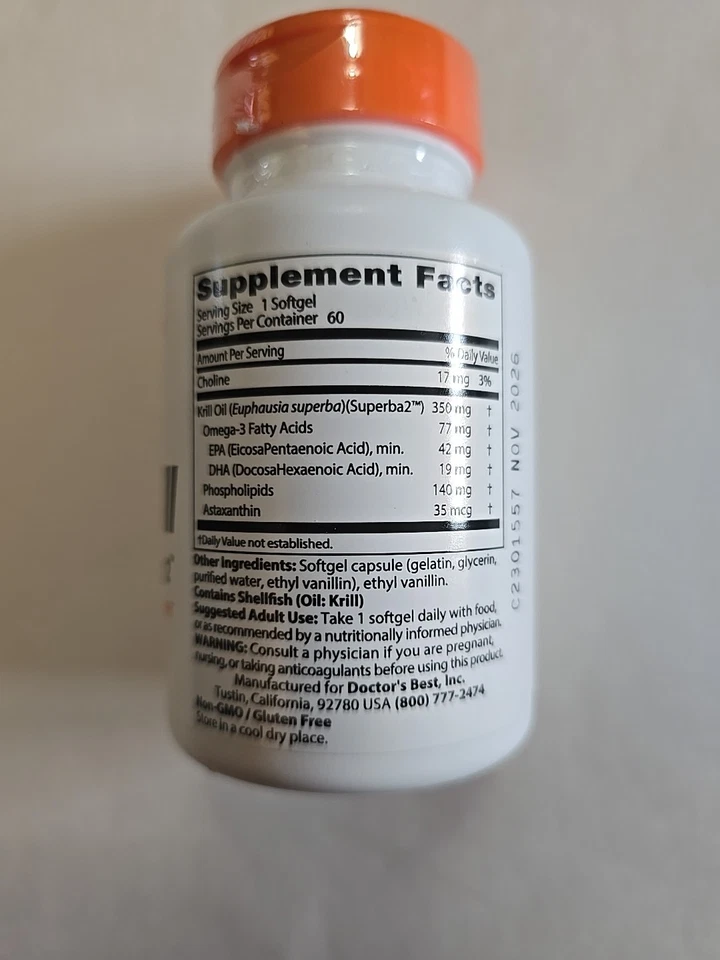 Supplement Facts
Serving Size 1 Softgel
Servings Per Container 60
Amount Per Serving % Daily Value
Choline 17 mg 3%
Krill Oil (Euphausia superba)(Superba2™) 350 mg †
Omega-3 Fatty Acids 77 mg †
EPA (EicosaPentaenoic Acid), min. 42 mg †
DHA (DocosaHexaenoic Acid), min. 19 mg †
Phospholipids 140 mg †
Astaxanthin 35 mcg †
†Daily Value not established.
Other Ingredients: Softgel capsule (gelatin, glycerin,
purified water, ethyl vanillin), ethyl vanillin.
Contains Shellfish (Oil: Krill)
Suggested Adult Use: Take 1 softgel daily with food,
or as recommended by a nutritionally informed physician.
WARNING: Consult a physician if you are pregnant,
nursing, or taking anticoagulants before using this product.
Manufactured for Doctor's Best, Inc.
Tustin, California, 92780 USA (800) 777-2474
Non-GMO / Gluten Free
Store in a cool dry place.
C2301557 NOV 2026